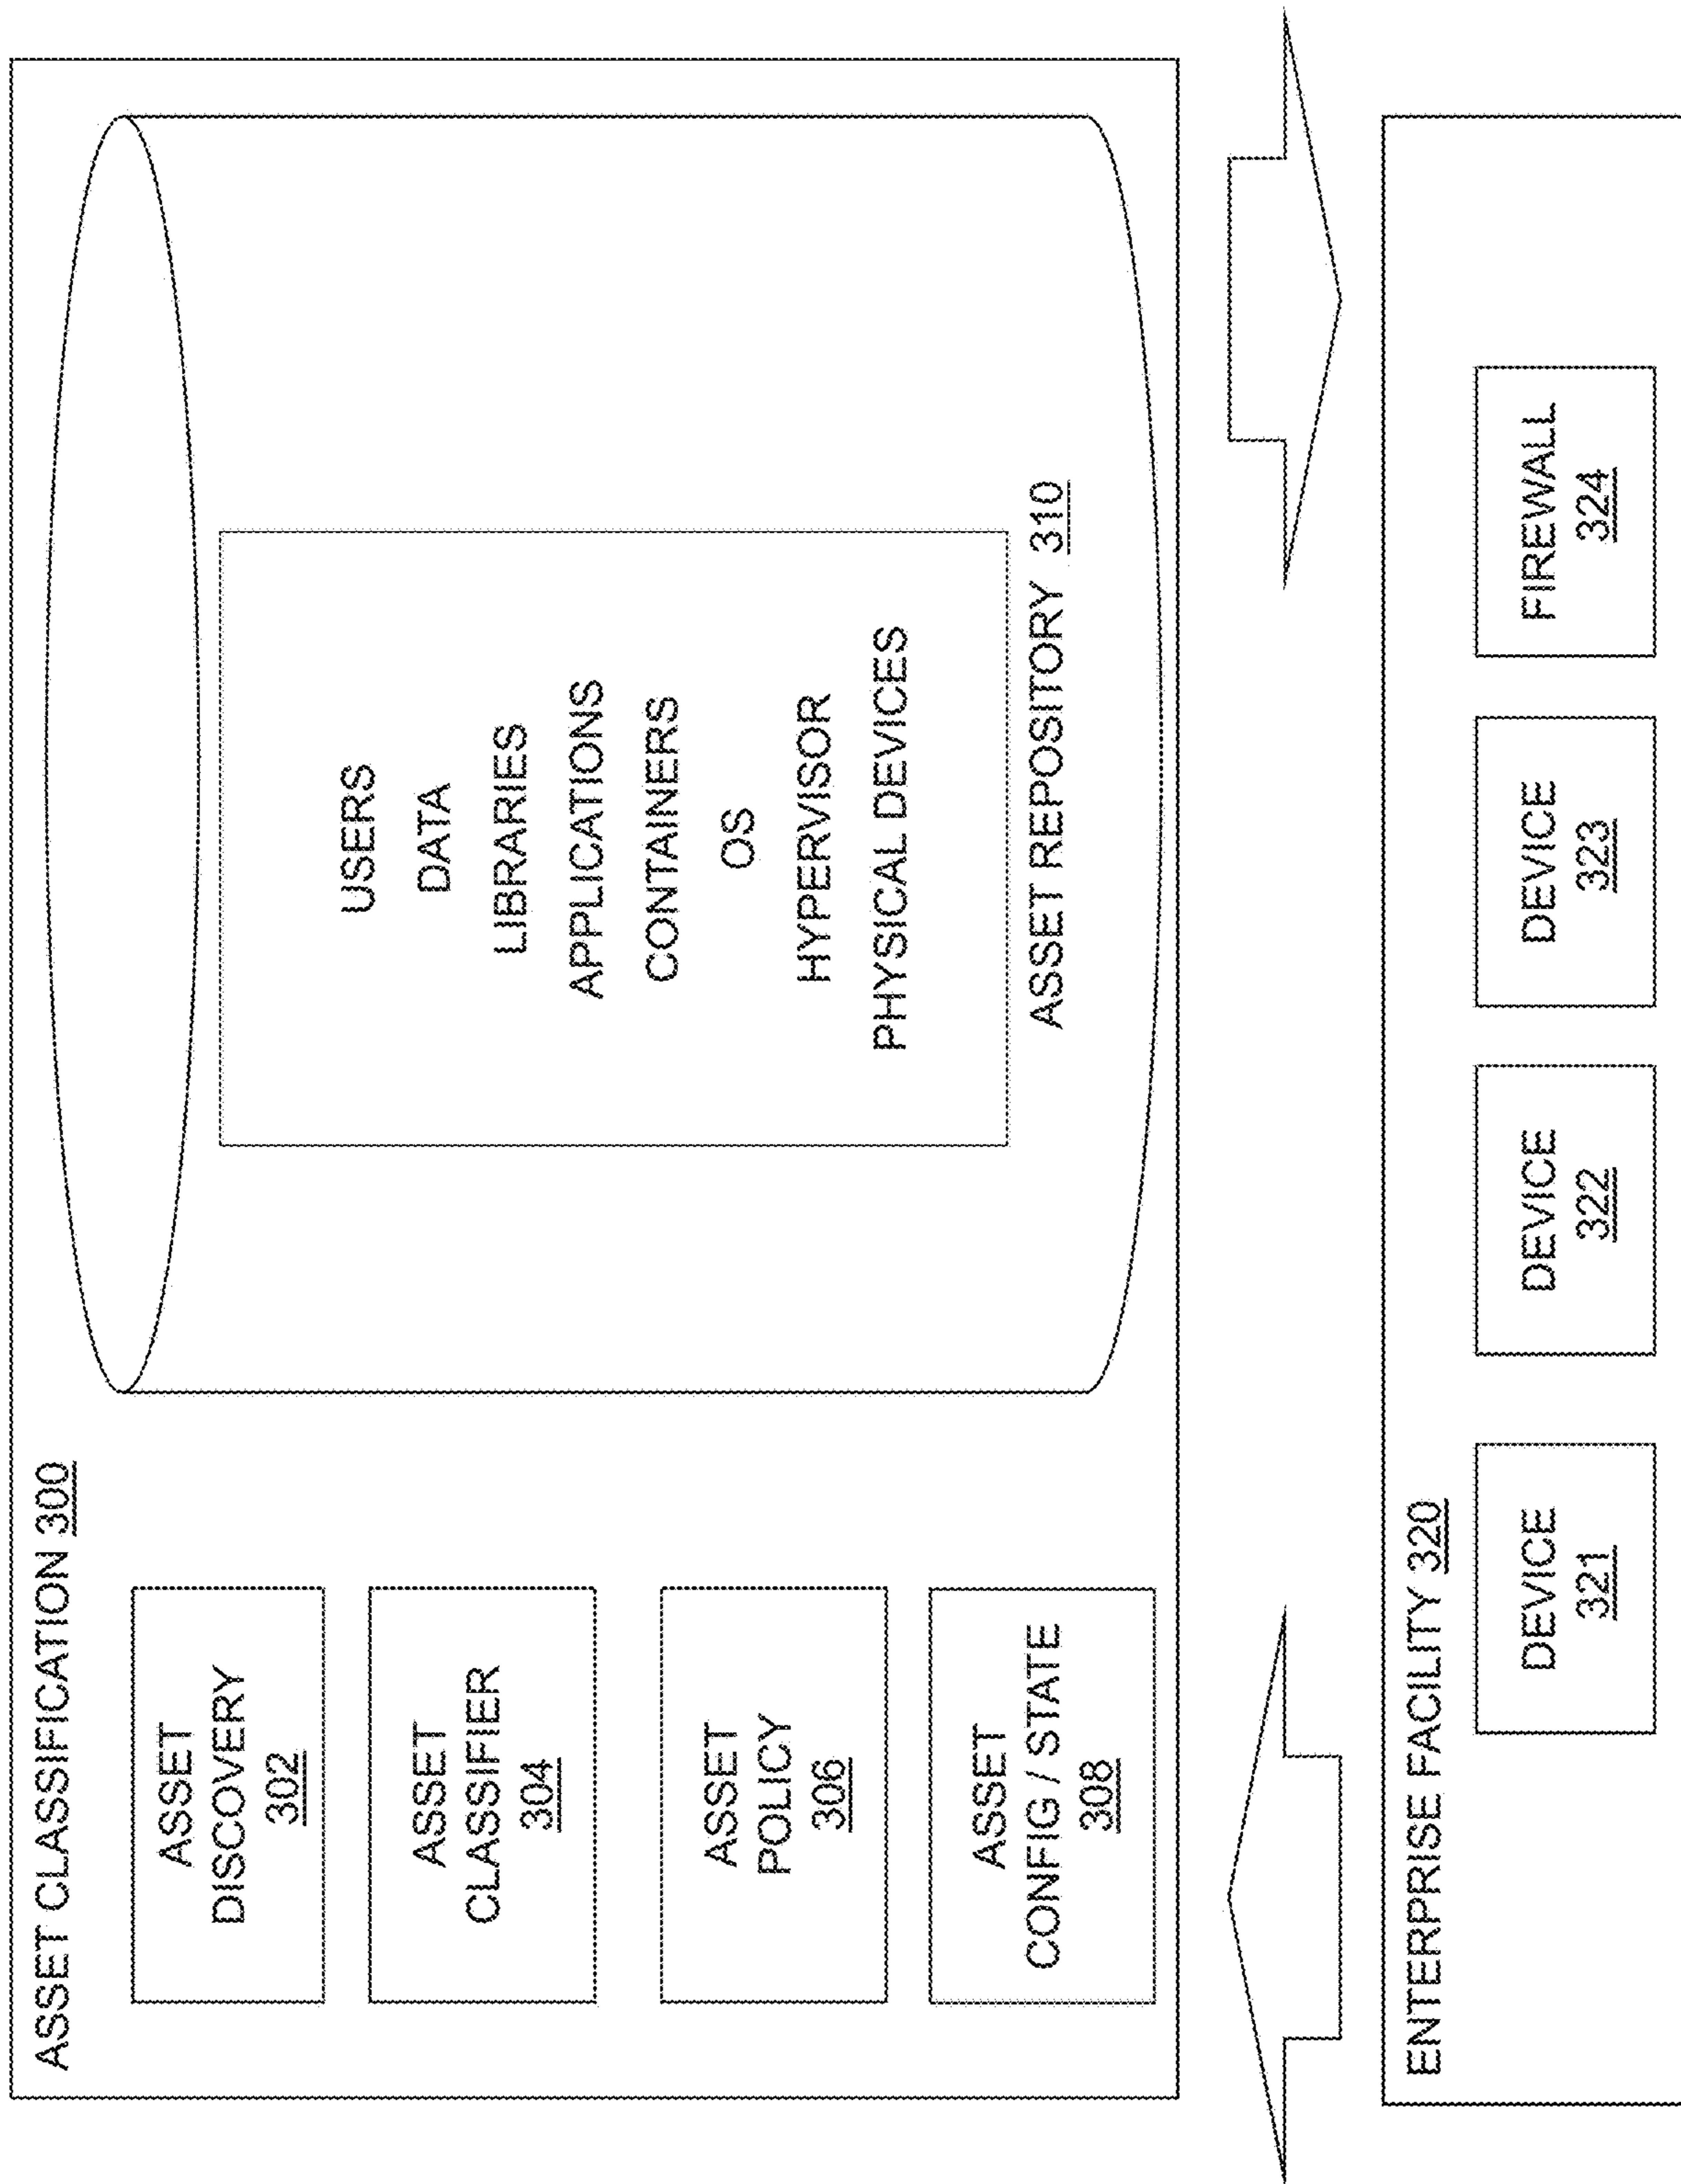 ASSET CLASSIFICATION 300
ASSET
DISCOVERY
302
ASSET
CLASSIFIER
304
ASSET
POLICY
306
ASSET
CONFIG / STATE
308
USERS
DATA
LIBRARIES
APPLICATIONS
CONTAINERS
OS
HYPERVISOR
PHYSICAL DEVICES
ASSET REPOSITORY 310
ENTERPRISE FACILITY 320
DEVICE
321
DEVICE
322
DEVICE
323
FIREWALL
324